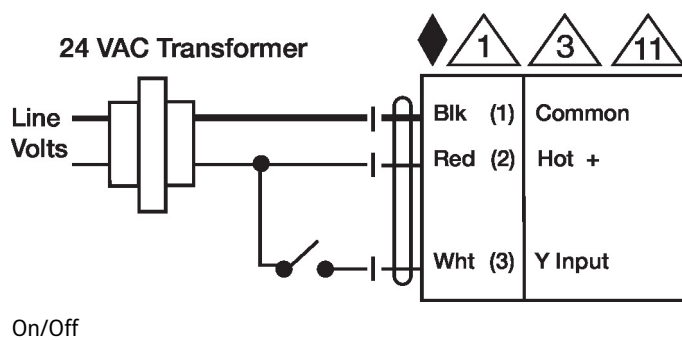 24 VAC Transformer
1 3 11
Line
Volts
Blk (1) Common
Red (2) Hot +
Wht (3) Y Input
On/Off